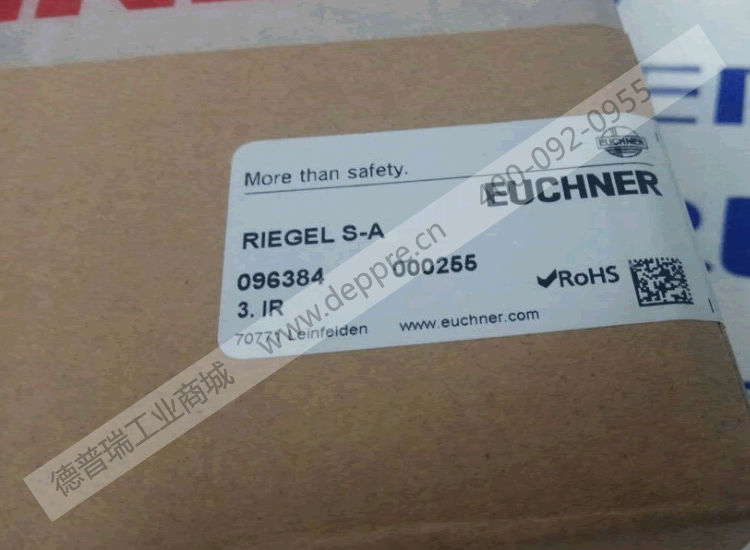 EUCHNER
More than safety.
EUCHNER
RIEGEL S-A
096384 000255
RoHS
3. IR
70771 Leinfelden www.euchner.com
德普瑞工业商城 www.deppre.cn 400-092-0955